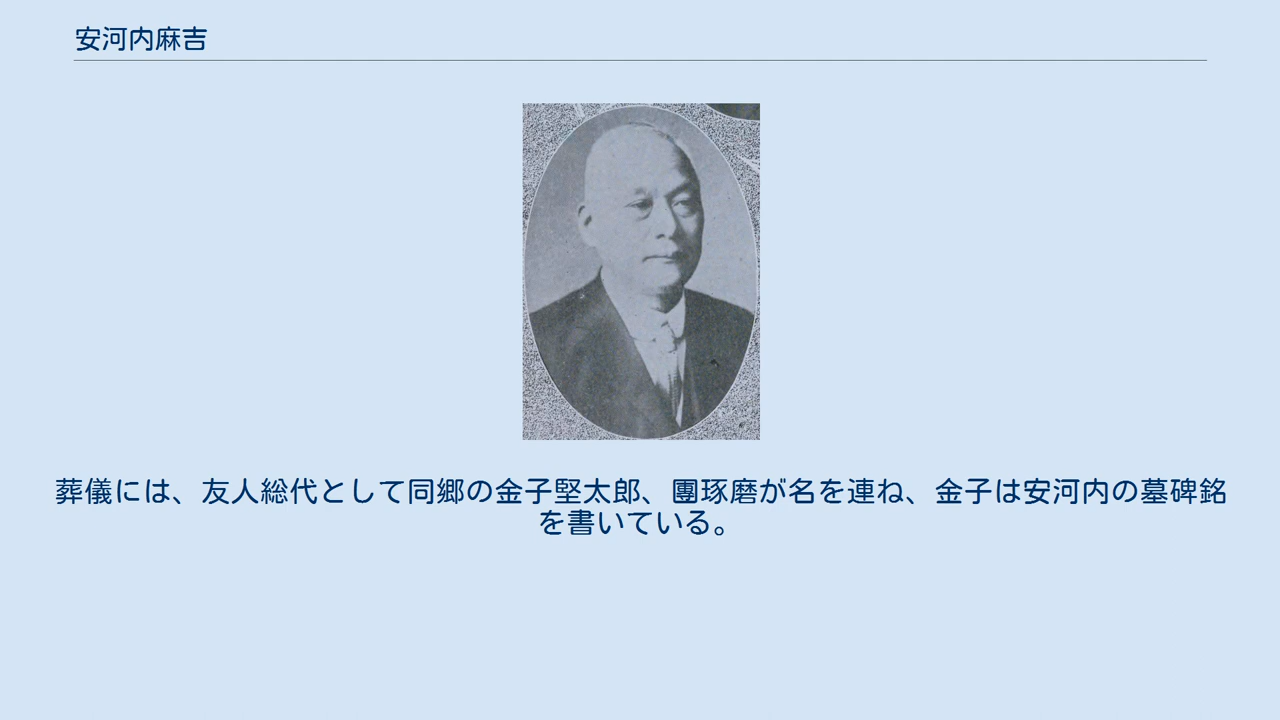 安河内麻吉
葬儀には、友人総代として同郷の金子堅太郎、團琢磨が名を連ね、金子は安河内の墓碑銘
を書いている。